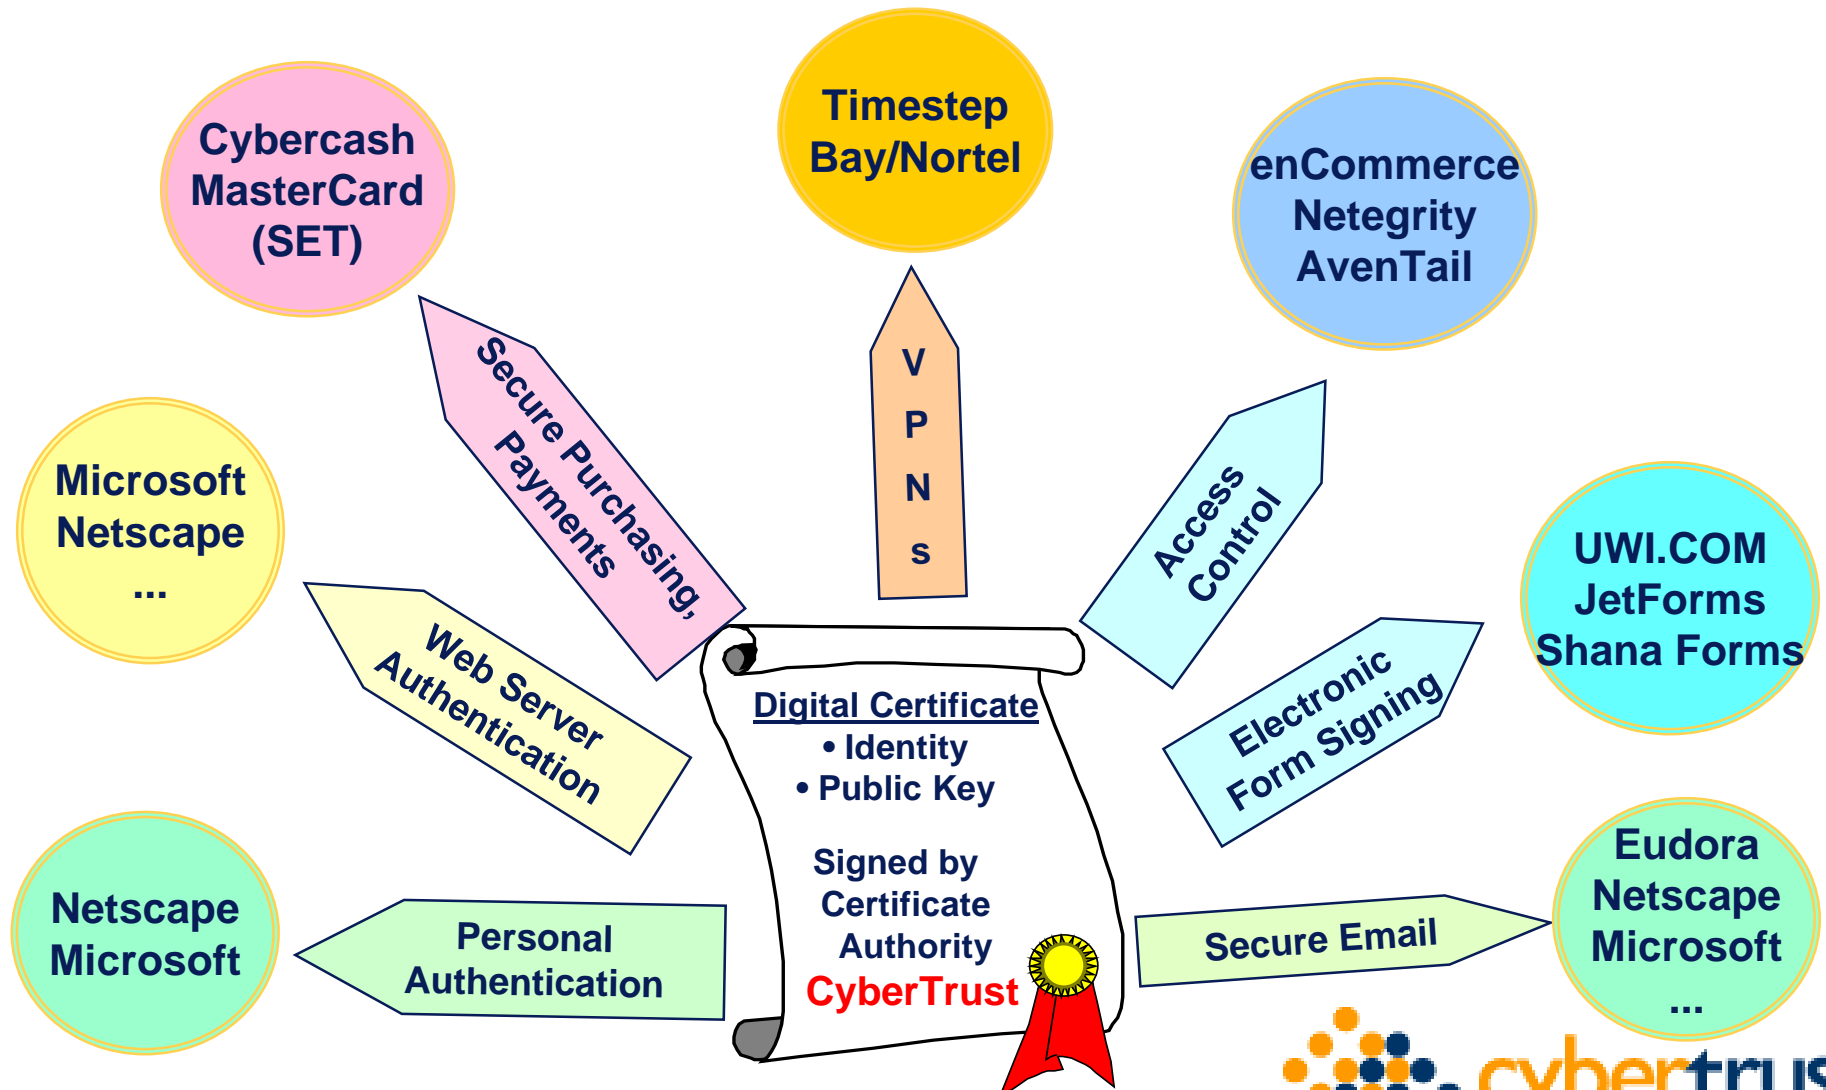 Timestep
Bay/Nortel
Cybercash
MasterCard
(SET)
enCommerce
Netegrity
AvenTail
V
P
N
s
Secure Purchasing,
Payments
Access
Control
Microsoft
Netscape
...
UWI.COM
JetForms
Shana Forms
Web Server
Authentication
Electronic
Form Signing
Digital Certificate
• Identity
• Public Key
Signed by
Certificate
Authority
CyberTrust
Netscape
Microsoft
Personal
Authentication
Secure Email
Eudora
Netscape
Microsoft
...
cybertrus